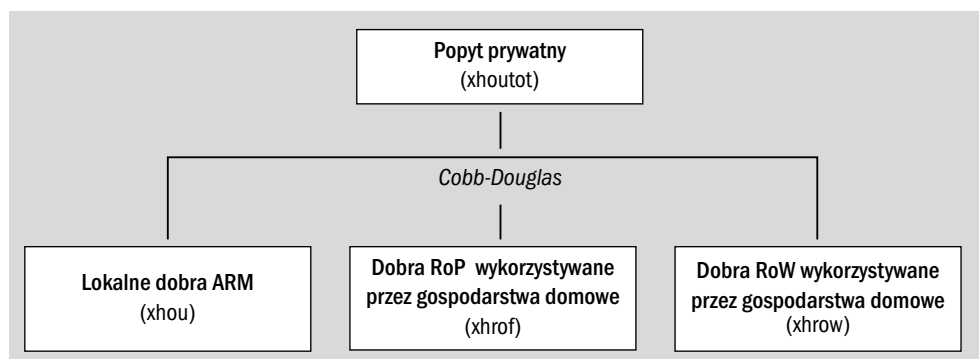 Popyt prywatny
(xhoutot)
Cobb-Douglas
Lokalne dobra ARM
(xhou)
Dobra RoP wykorzystywane
przez gospodarstwa domowe
(xhrof)
Dobra RoW wykorzystywane
przez gospodarstwa domowe
(xhrow)